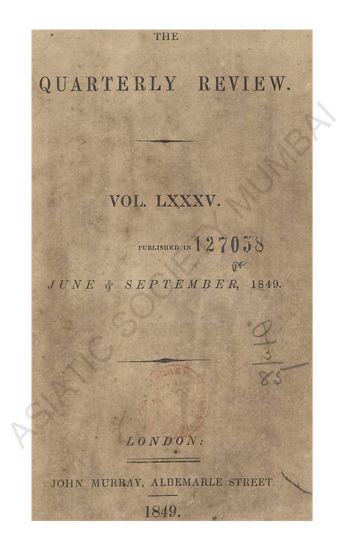 THE
QUARTERLY REVIEW.
VOL. LXXXV.
PUBLISHED IN 127058
JUNE & SEPTEMBER, 1849.
85
LONDON:
JOHN MURRAY, ALBEMARLE STREET.
1849.
ASIATIC SOCIETY MUMBAI